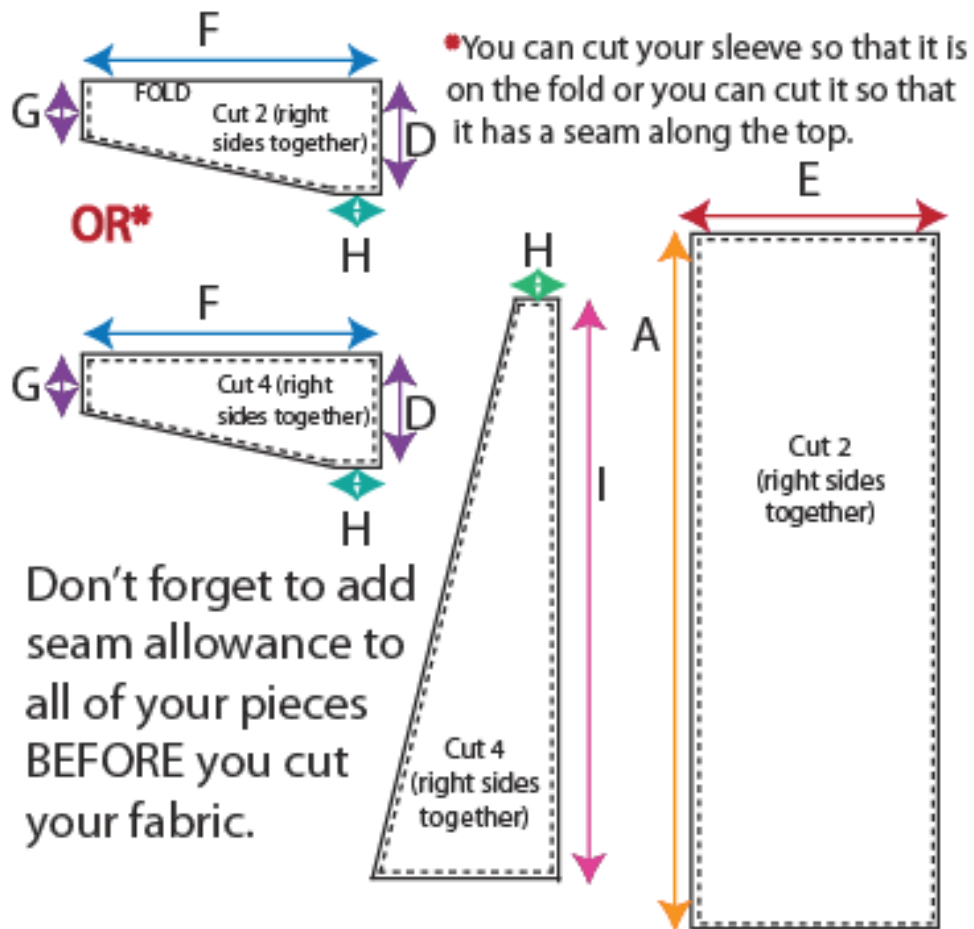 F
*You can cut your sleeve so that it is
on the fold or you can cut it so that
it has a seam along the top.
G
FOLD
Cut 2 (right
sides together)
D
H
OR*
F
G
Cut 4 (right
sides together)
D
H
Don't forget to add
seam allowance to
all of your pieces
BEFORE you cut
your fabric.
H
I
Cut 4
(right sides
together)
E
A
Cut 2
(right sides
together)